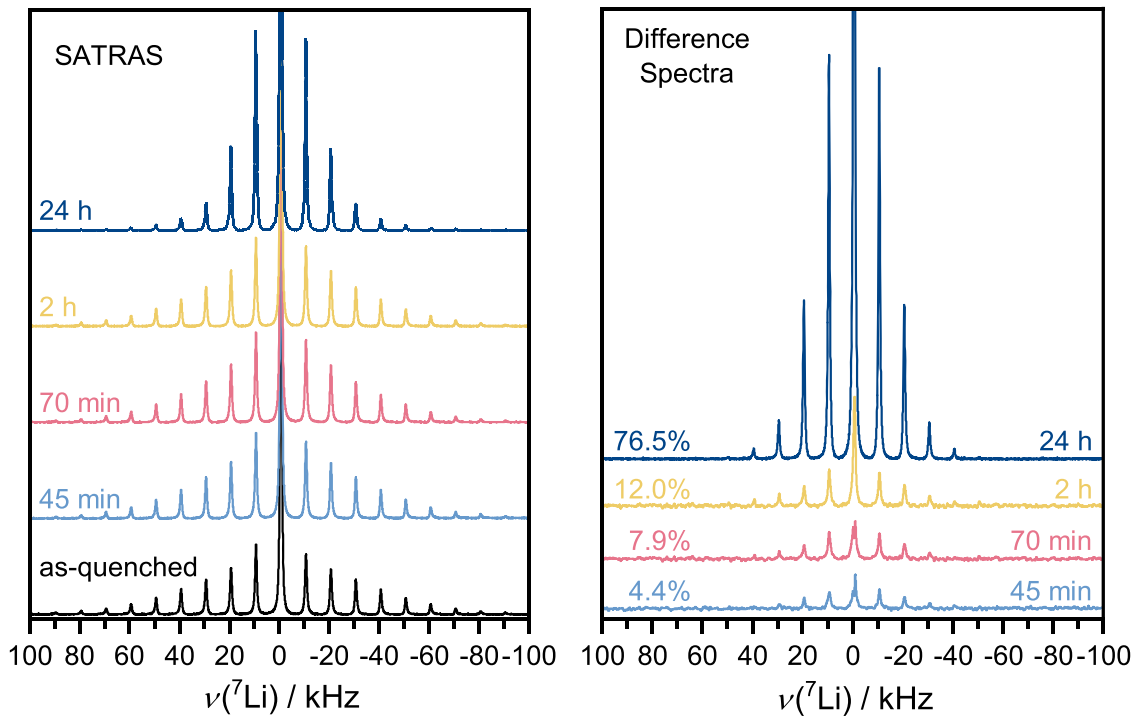 SATRAS
24 h
2 h
70 min
45 min
as-quenched
100 80 60 40 20 0 -20 -40 -60 -80 -100
ν(⁷Li) / kHz
Difference
Spectra
76.5% 24 h
12.0% 2 h
7.9% 70 min
4.4% 45 min
100 80 60 40 20 0 -20 -40 -60 -80 -100
ν(⁷Li) / kHz